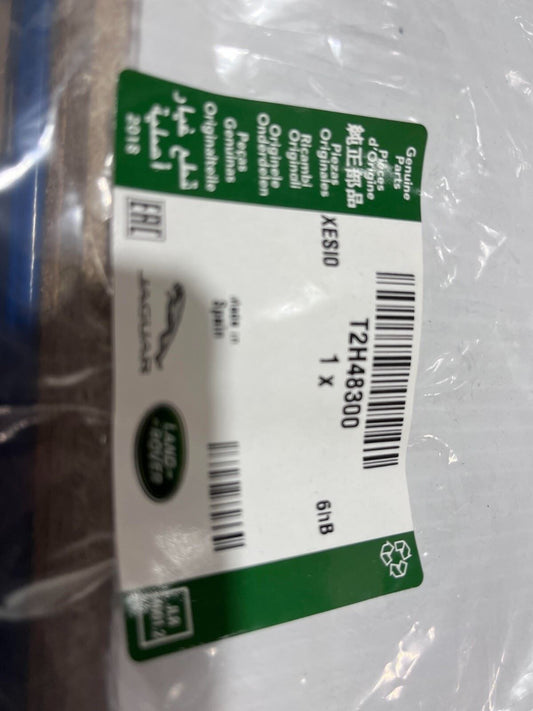 Genuine
Parts
Pièces
d'Origine
純正部品
Piezas
Originales
Ricambi
Originali
Originele
Onderdelen
Peças
Genuínas
Originalteile
قطع غيار
أصلية
2018
XESIO
T2H48300
1 x
6hB
Made in
Spain
EAC
JAGUAR
LAND-
ROVER